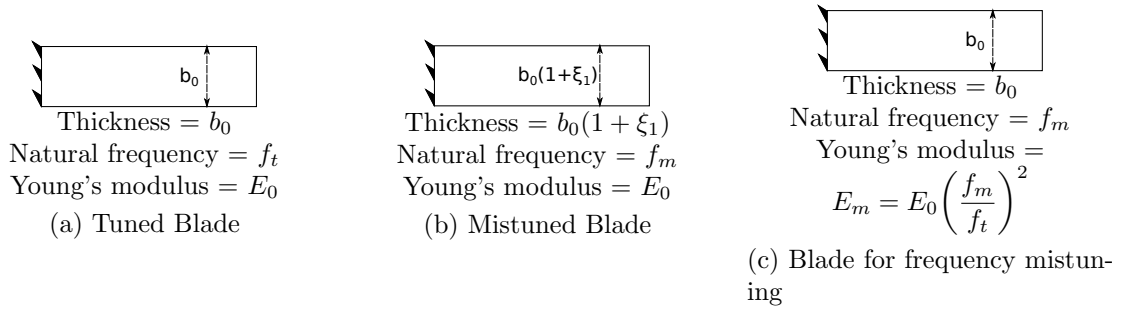 b₀
Thickness = b₀
Natural frequency = fₜ
Young's modulus = E₀
(a) Tuned Blade
b₀(1+ξ₁)
Thickness = b₀(1 + ξ₁)
Natural frequency = fₘ
Young's modulus = E₀
(b) Mistuned Blade
b₀
Thickness = b₀
Natural frequency = fₘ
Young's modulus =
Eₘ = E₀(fₘ/fₜ)²
(c) Blade for frequency mistun-
ing